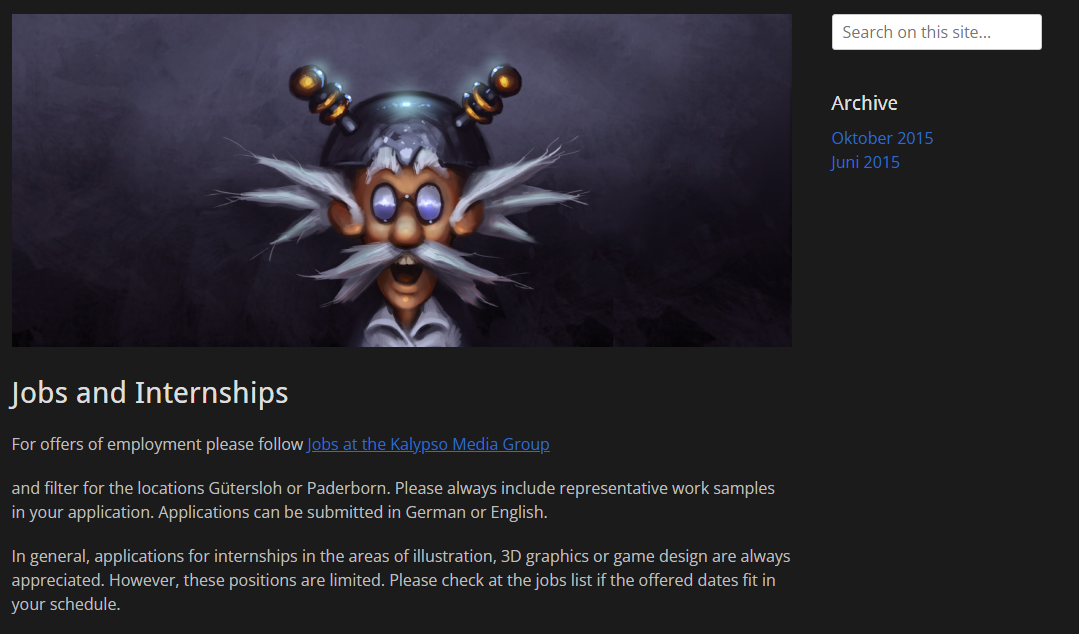 Search on this site...
Archive
Oktober 2015
Juni 2015
Jobs and Internships
For offers of employment please follow Jobs at the Kalypso Media Group
and filter for the locations Gütersloh or Paderborn. Please always include representative work samples
in your application. Applications can be submitted in German or English.
In general, applications for internships in the areas of illustration, 3D graphics or game design are always
appreciated. However, these positions are limited. Please check at the jobs list if the offered dates fit in
your schedule.